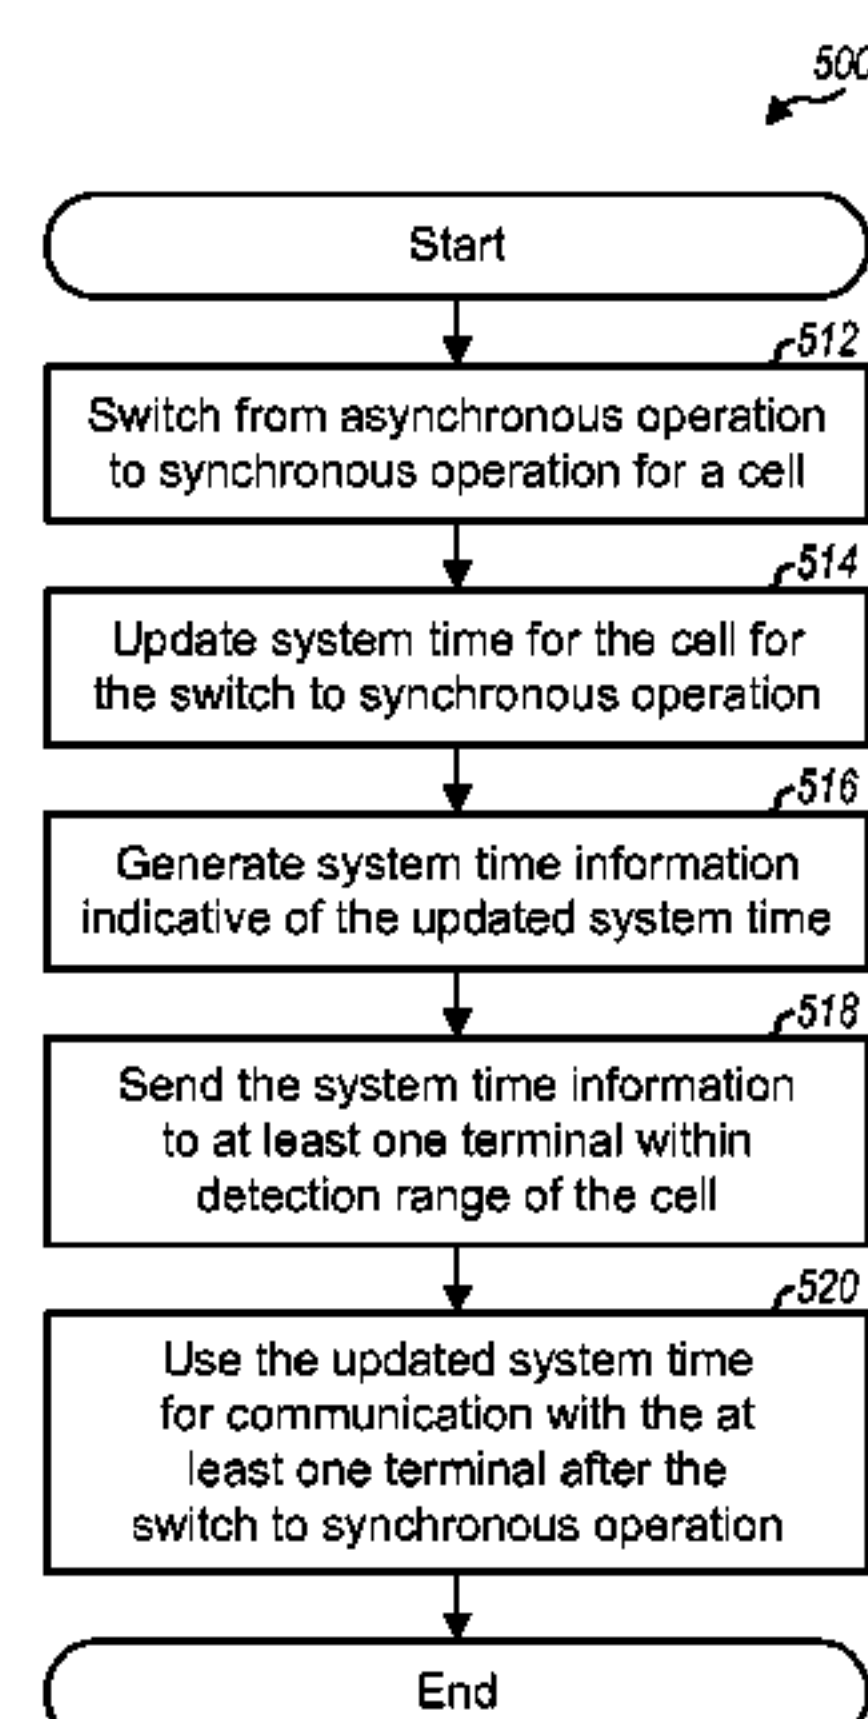 500
Start
512
Switch from asynchronous operation
to synchronous operation for a cell
514
Update system time for the cell for
the switch to synchronous operation
516
Generate system time information
indicative of the updated system time
518
Send the system time information
to at least one terminal within
detection range of the cell
520
Use the updated system time
for communication with the at
least one terminal after the
switch to synchronous operation
End